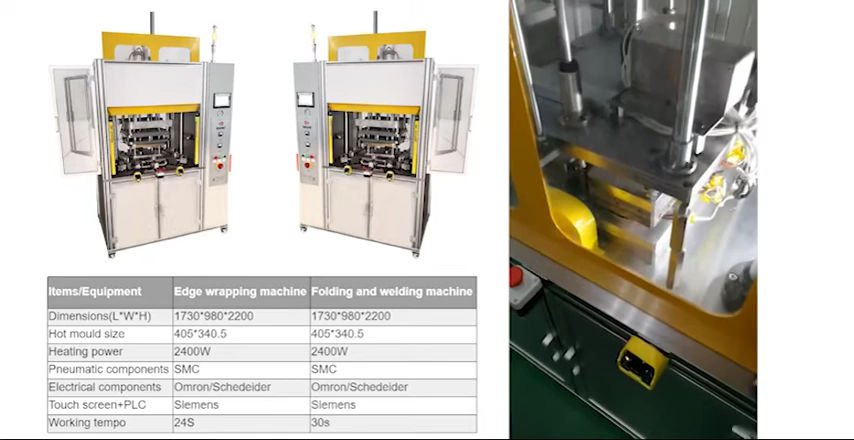 Items/Equipment Edge wrapping machine Folding and welding machine
Dimensions(L*W*H) 1730*980*2200 1730*980*2200
Hot mould size 405*340.5 405*340.5
Heating power 2400W 2400W
Pneumatic components SMC SMC
Electrical components Omron/Schedeider Omron/Schedeider
Touch screen+PLC Siemens Siemens
Working tempo 24S 30s